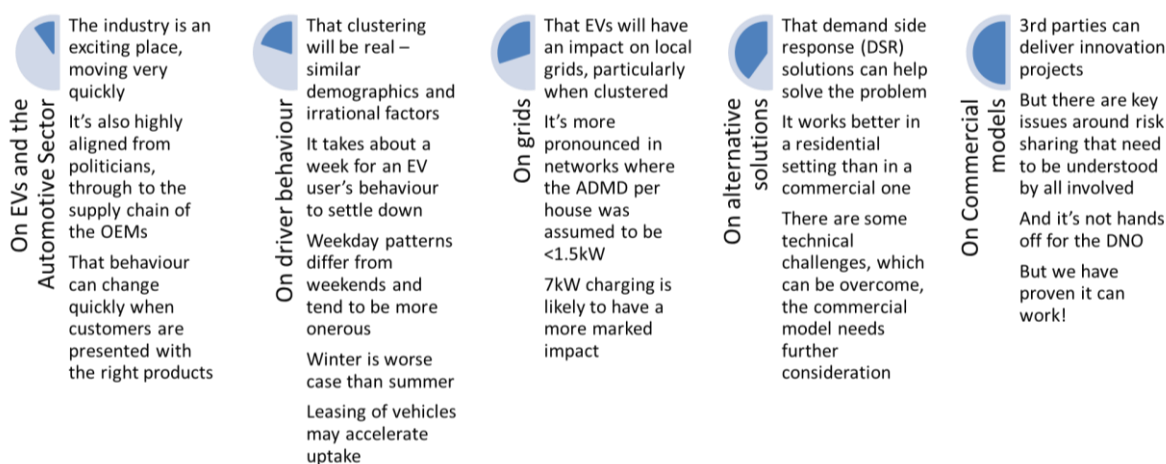 On EVs and the
Automotive Sector
The industry is an
exciting place,
moving very
quickly
It’s also highly
aligned from
politicians,
through to the
supply chain of
the OEMs
That behaviour
can change
quickly when
customers are
presented with
the right products
On driver behaviour
That clustering
will be real –
similar
demographics and
irrational factors
It takes about a
week for an EV
user’s behaviour
to settle down
Weekday patterns
differ from
weekends and
tend to be more
onerous
Winter is worse
case than summer
Leasing of vehicles
may accelerate
uptake
On grids
That EVs will have
an impact on local
grids, particularly
when clustered
It’s more
pronounced in
networks where
the ADMD per
house was
assumed to be
<1.5kW
7kW charging is
likely to have a
more marked
impact
On alternative
solutions
That demand side
response (DSR)
solutions can help
solve the problem
It works better in
a residential
setting than in a
commercial one
There are some
technical
challenges, which
can be overcome,
the commercial
model needs
further
consideration
On Commercial
models
3rd parties can
deliver innovation
projects
But there are key
issues around risk
sharing that need
to be understood
by all involved
And it’s not hands
off for the DNO
But we have
proven it can
work!